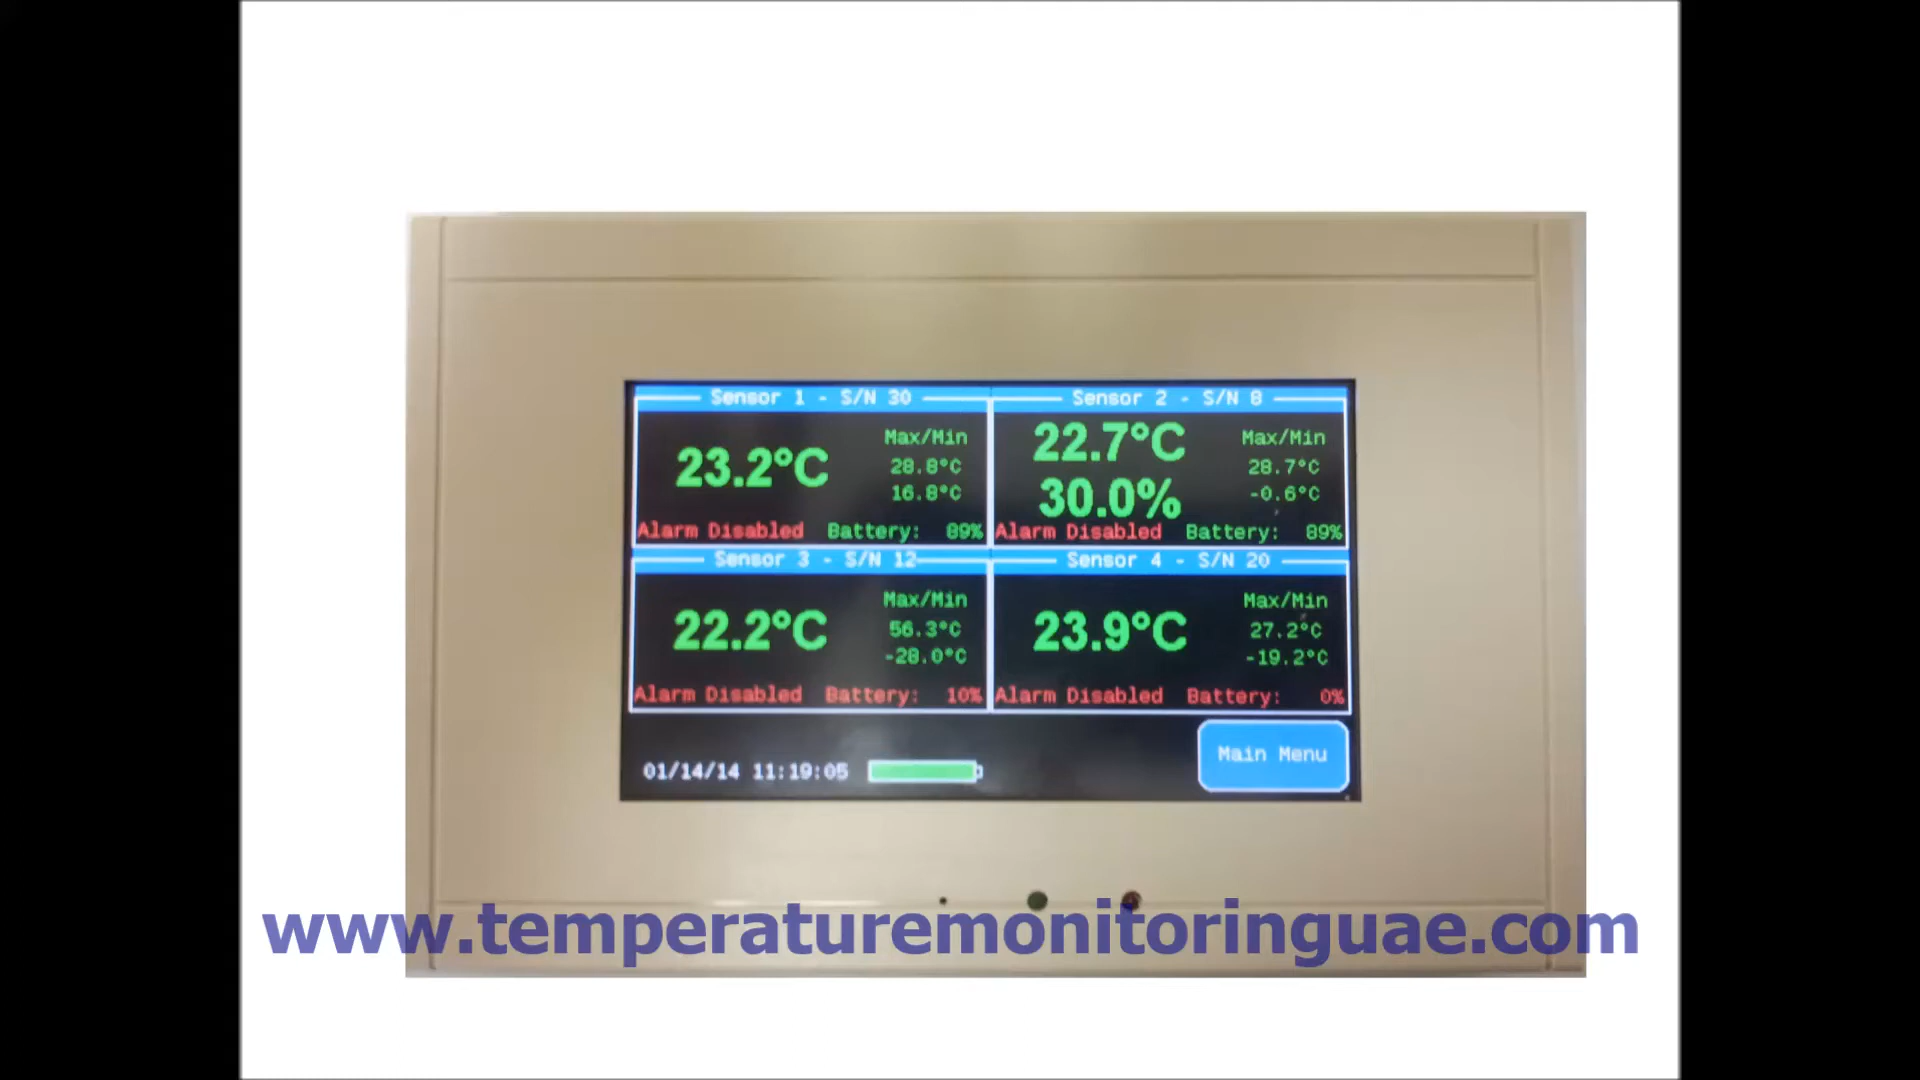 Sensor 1 - S/N 30
23.2°C
Max/Min
28.8°C
16.8°C
Alarm Disabled Battery: 89%
Sensor 2 - S/N 8
22.7°C
30.0%
Max/Min
28.7°C
-0.6°C
Alarm Disabled Battery: 89%
Sensor 3 - S/N 12
22.2°C
Max/Min
56.3°C
-28.0°C
Alarm Disabled Battery: 10%
Sensor 4 - S/N 20
23.9°C
Max/Min
27.2°C
-19.2°C
Alarm Disabled Battery: 0%
01/14/14 11:19:05
Main Menu
www.temperaturemonitoringuae.com